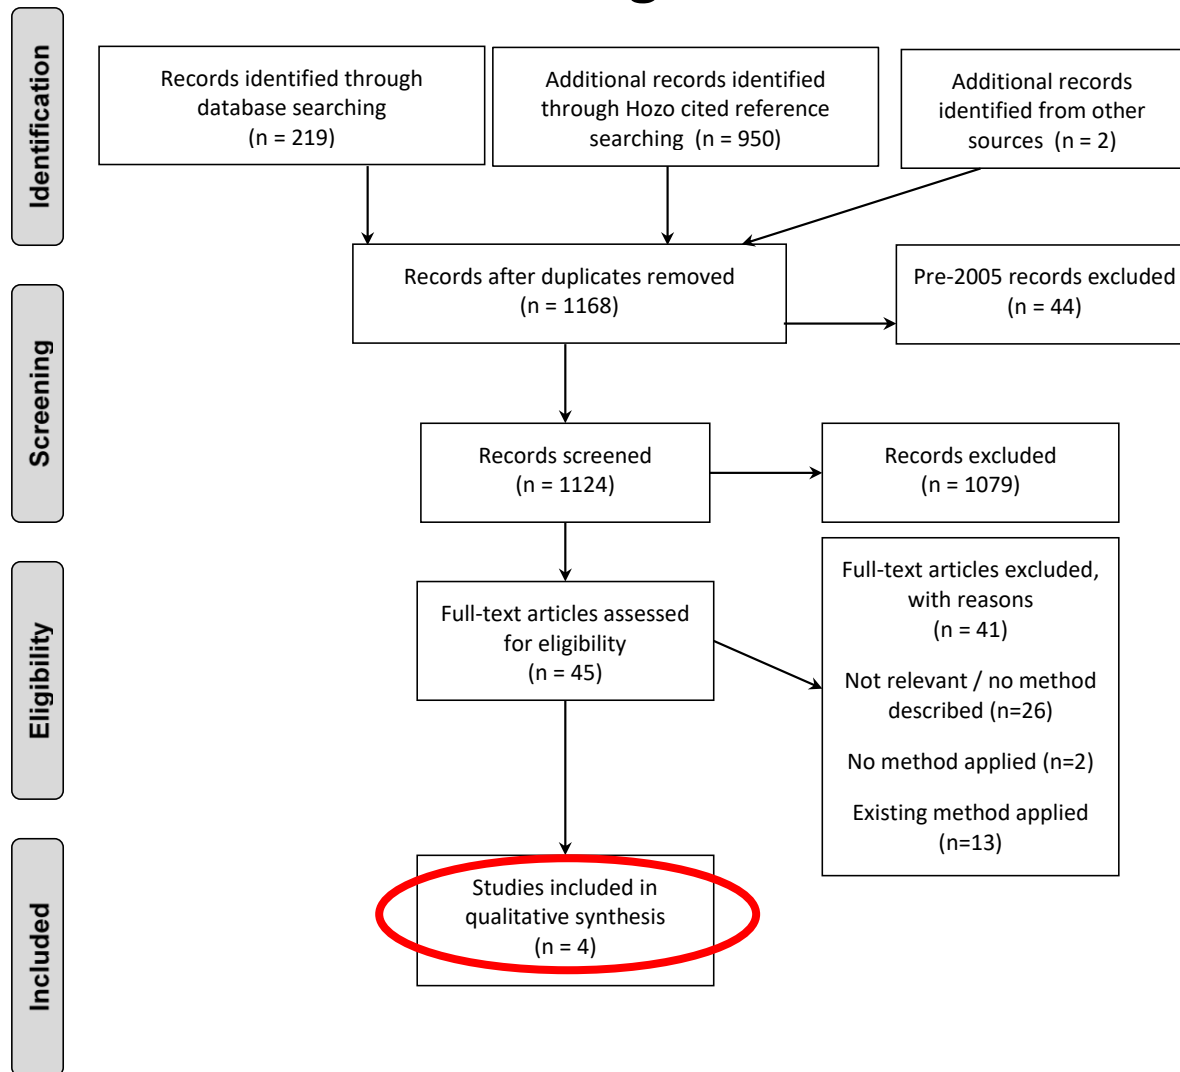 g
Identification
Records identified through
database searching
(n = 219)
Additional records identified
through Hozo cited reference
searching (n = 950)
Additional records
identified from other
sources (n = 2)
Screening
Records after duplicates removed
(n = 1168)
Pre-2005 records excluded
(n = 44)
Records screened
(n = 1124)
Records excluded
(n = 1079)
Eligibility
Full-text articles assessed
for eligibility
(n = 45)
Full-text articles excluded,
with reasons
(n = 41)
Not relevant / no method
described (n=26)
No method applied (n=2)
Existing method applied
(n=13)
Included
Studies included in
qualitative synthesis
(n = 4)